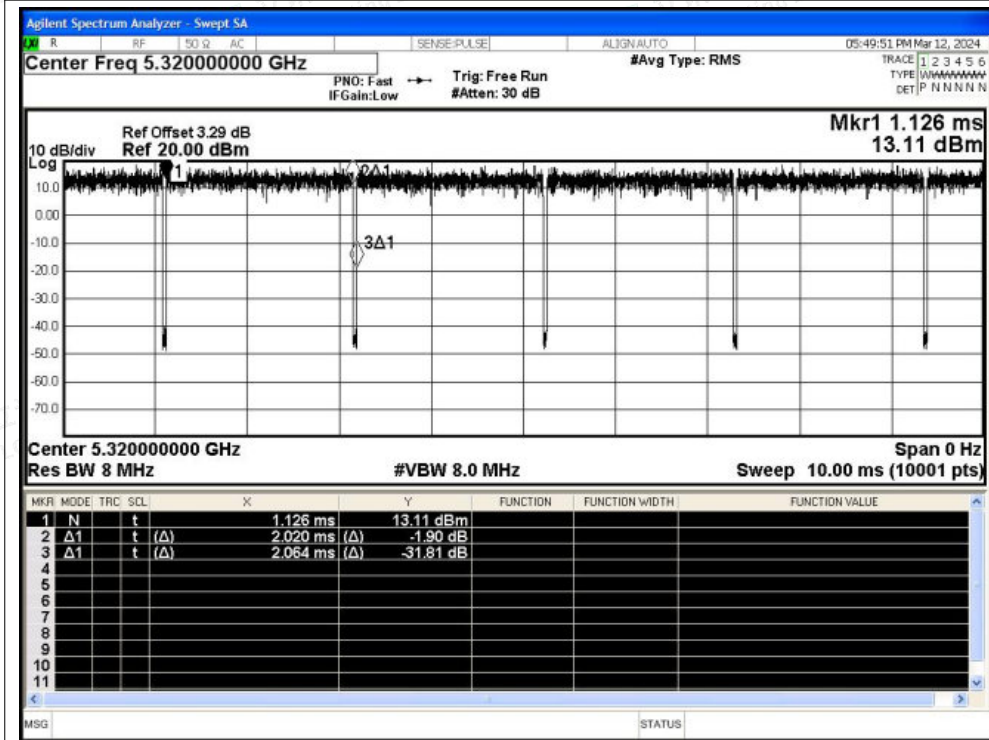 Agilent Spectrum Analyzer - Swept SA
LXI R RF 50 Ω AC SENSE:PULSE ALIGNAUTO 05:49:51 PM Mar 12, 2024
Center Freq 5.320000000 GHz
PNO: Fast
IFGain:Low
Trig: Free Run
#Atten: 30 dB
#Avg Type: RMS
TRACE 1 2 3 4 5 6
TYPE
DET P N N N N N
Mkr1 1.126 ms
13.11 dBm
Ref Offset 3.29 dB
10 dB/div Ref 20.00 dBm
Log
1 2Δ1
10.0
0.00
-10.0
3Δ1
-20.0
-30.0
-40.0
-50.0
-60.0
-70.0
Center 5.320000000 GHz Span 0 Hz
Res BW 8 MHz #VBW 8.0 MHz Sweep 10.00 ms (10001 pts)
MKR MODE TRC SCL X Y FUNCTION FUNCTION WIDTH FUNCTION VALUE
1 N t 1.126 ms 13.11 dBm
2 Δ1 t (Δ) 2.020 ms (Δ) -1.90 dB
3 Δ1 t (Δ) 2.064 ms (Δ) -31.81 dB
4
5
6
7
8
9
10
11
MSG STATUS